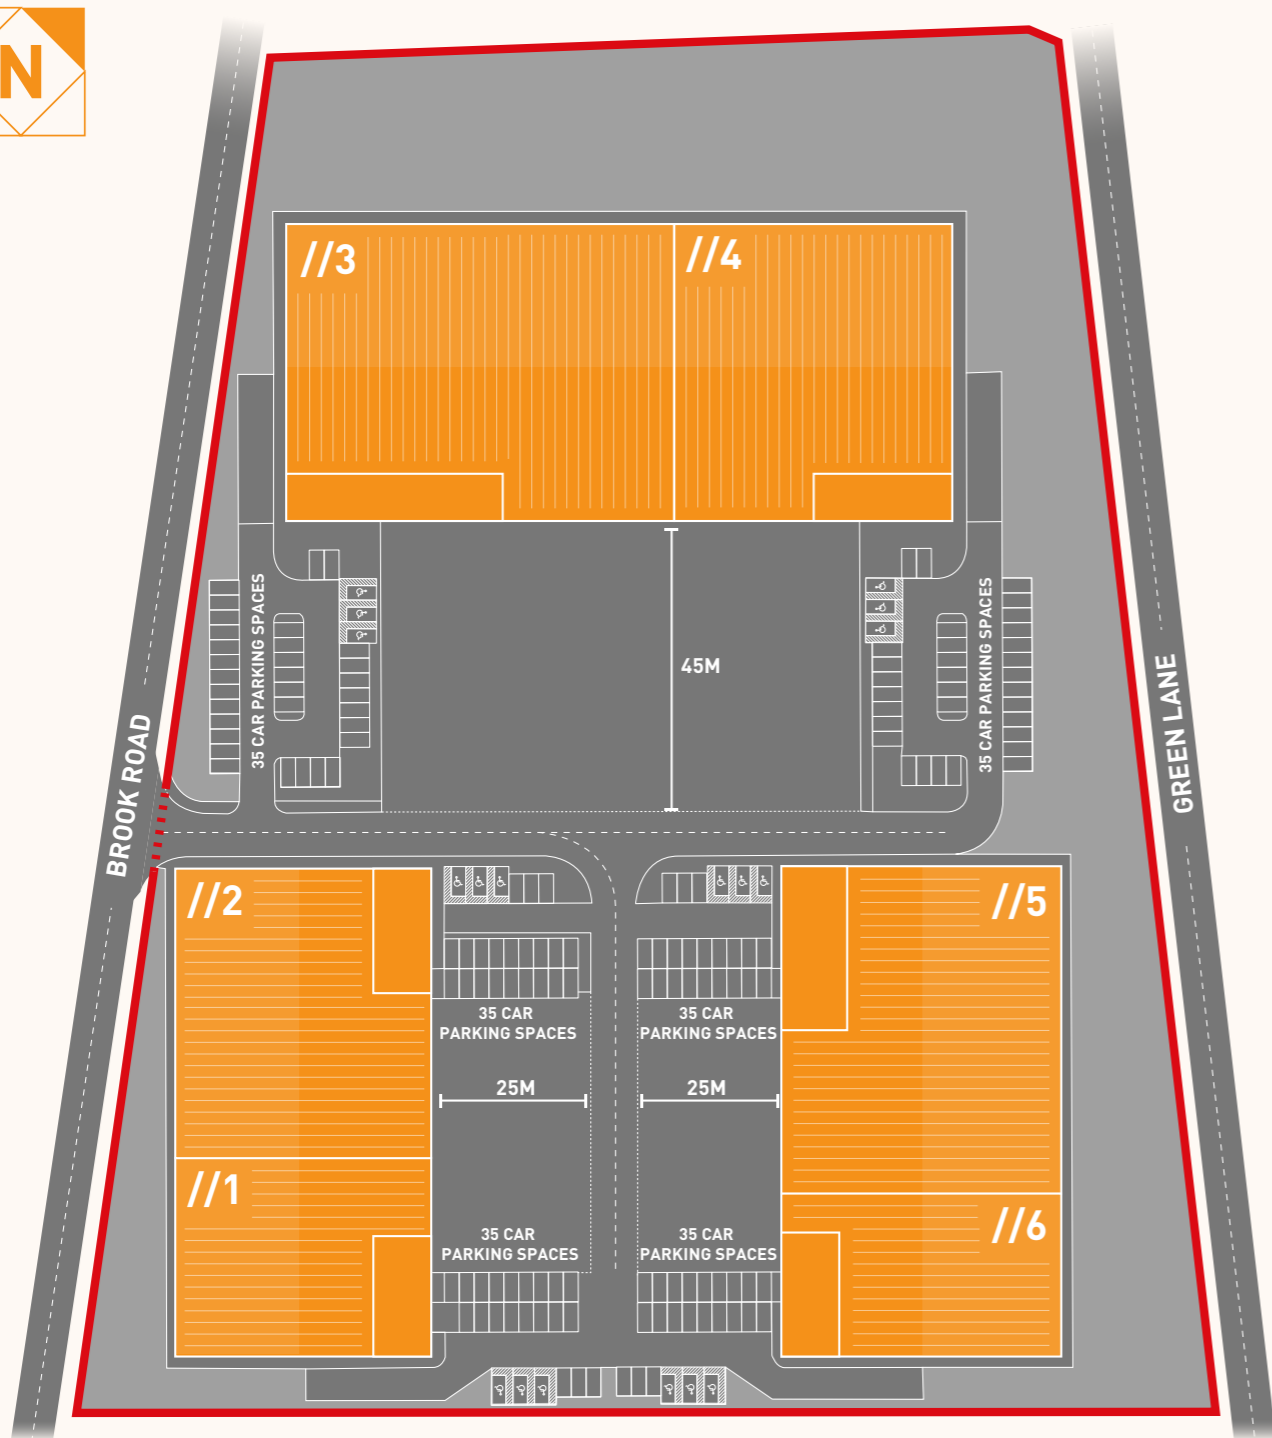 N
//3
//4
35 CAR PARKING SPACES
45M
35 CAR PARKING SPACES
BROOK ROAD
GREEN LANE
//2
//5
35 CAR
PARKING SPACES
35 CAR
PARKING SPACES
25M
25M
//1
//6
35 CAR
PARKING SPACES
35 CAR
PARKING SPACES